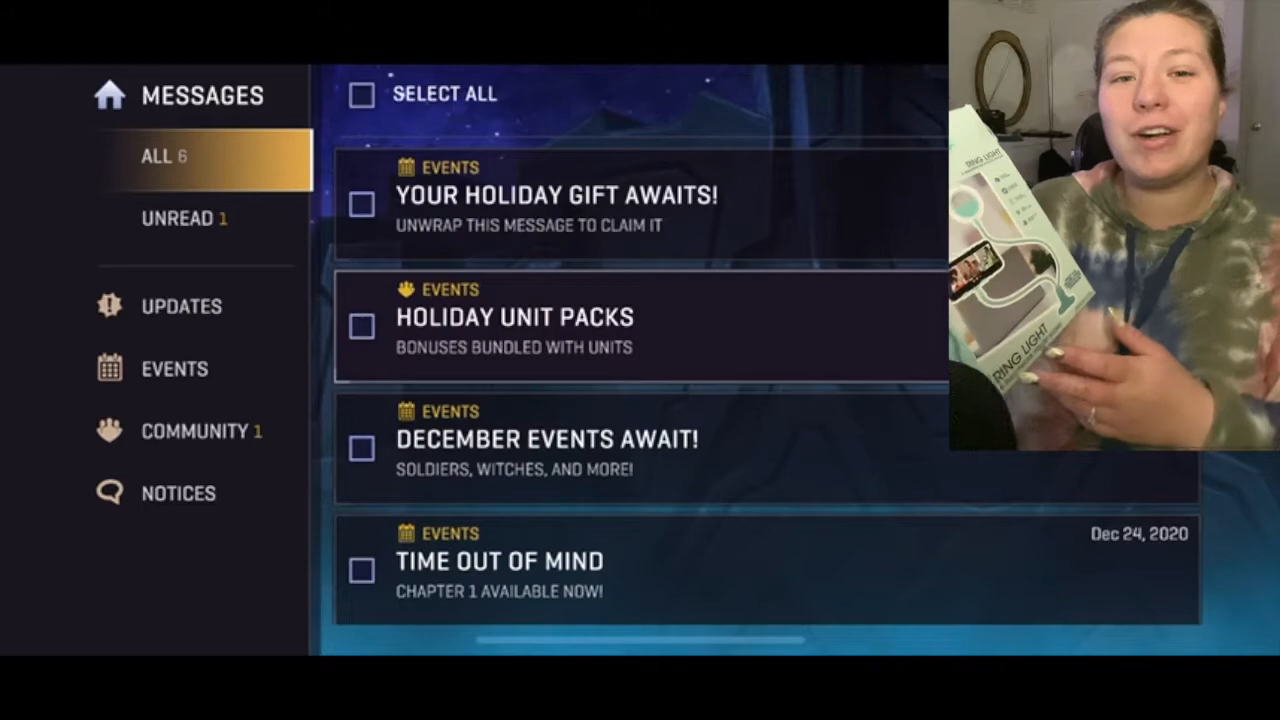 MESSAGES
ALL 6
UNREAD 1
UPDATES
EVENTS
COMMUNITY 1
NOTICES
SELECT ALL
EVENTS
YOUR HOLIDAY GIFT AWAITS!
UNWRAP THIS MESSAGE TO CLAIM IT
EVENTS
HOLIDAY UNIT PACKS
BONUSES BUNDLED WITH UNITS
EVENTS
DECEMBER EVENTS AWAIT!
SOLDIERS, WITCHES, AND MORE!
EVENTS
Dec 24, 2020
TIME OUT OF MIND
CHAPTER 1 AVAILABLE NOW!
RING LIGHT
RING LIGHT